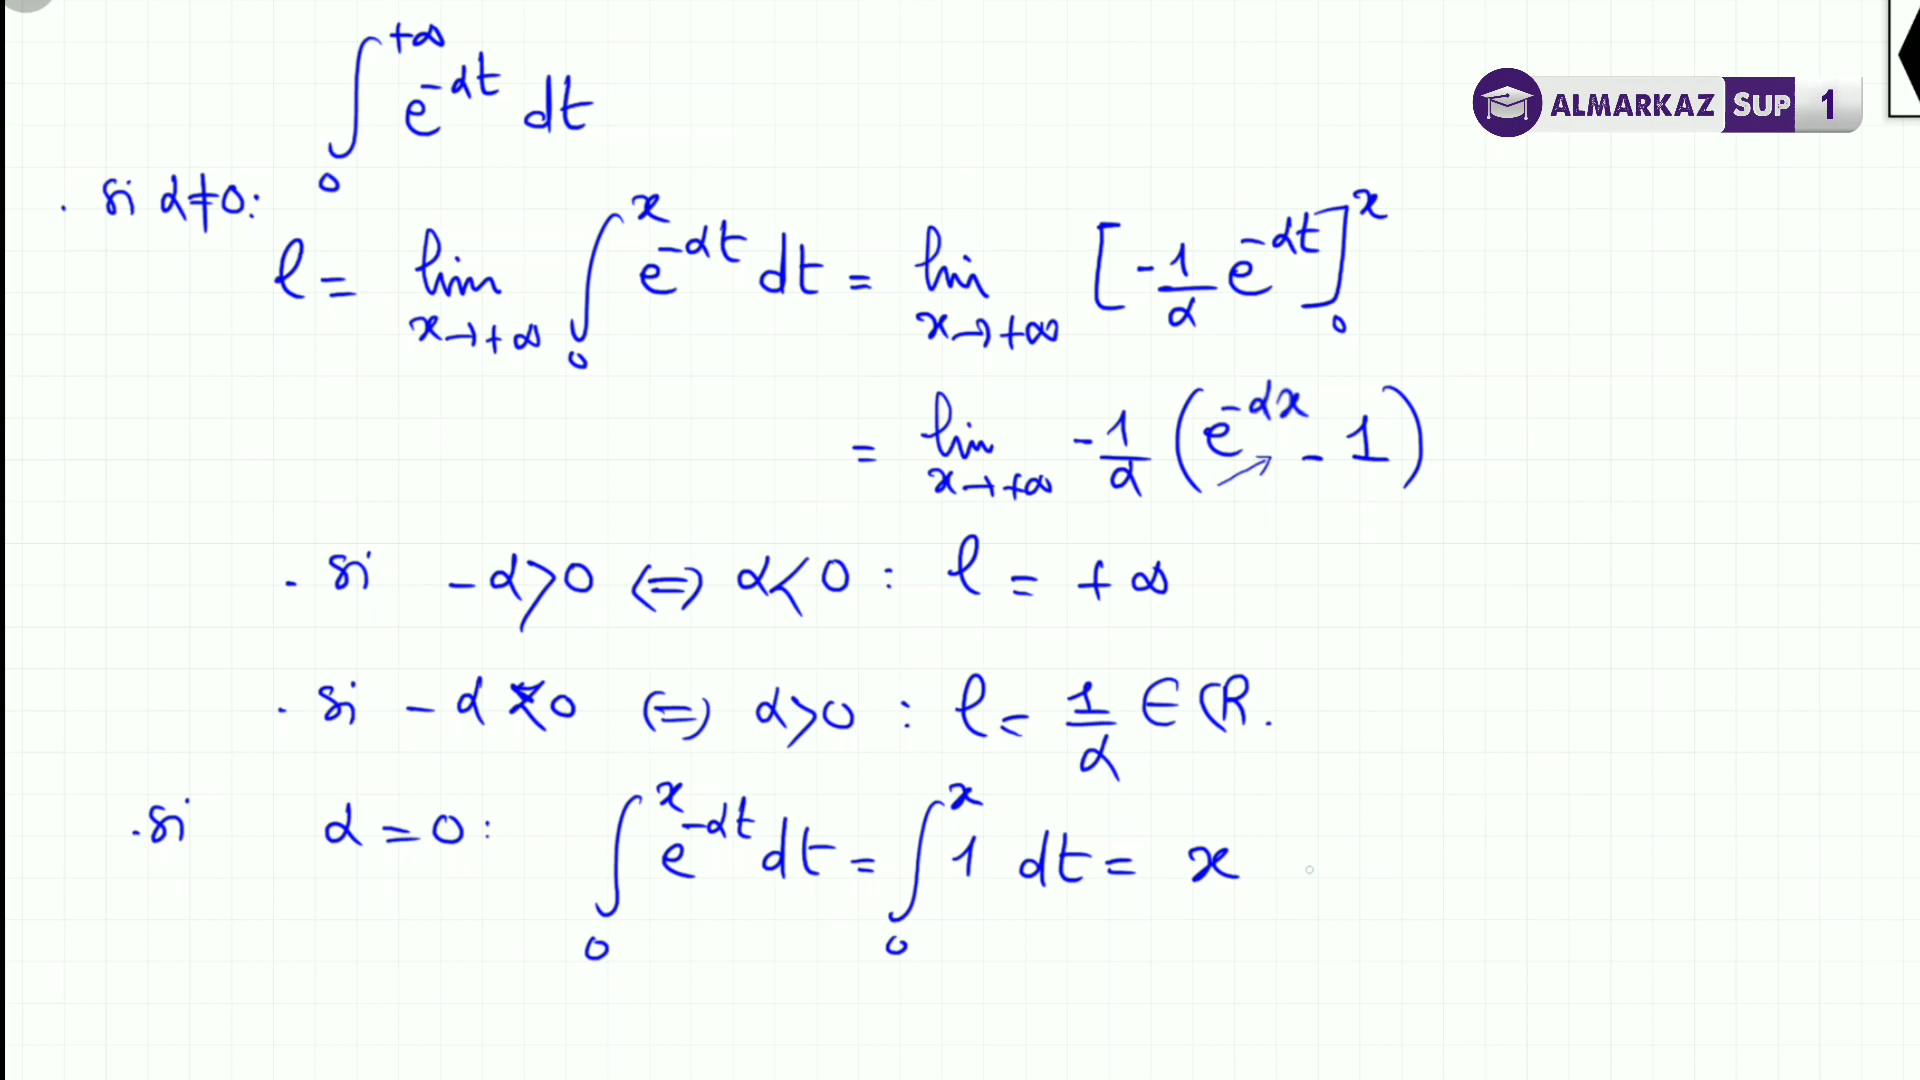 ∫₀^{+∞} e^{-αt} dt
ALMARKAZ SUP 1
. si α≠0:
ℓ = lim_{x→+∞} ∫₀^x e^{-αt} dt = lim_{x→+∞} [-1/α e^{-αt}]₀^x
= lim_{x→+∞} -1/α (e^{-αx} - 1)
. si -α>0 ⇔ α<0 : ℓ = +∞
. si -α<0 ⇔ α>0 : ℓ = 1/α ∈ ℝ.
. si α=0: ∫₀^x e^{-αt} dt = ∫₀^x 1 dt = x